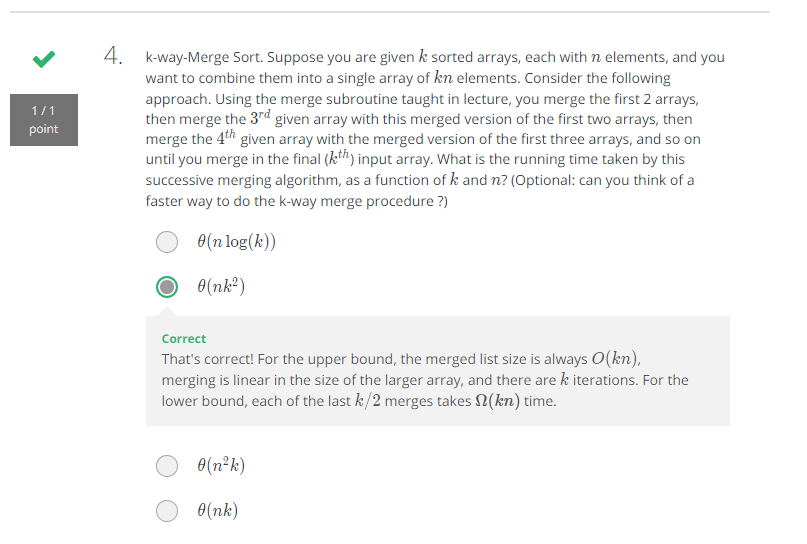 4. k-way-Merge Sort. Suppose you are given k sorted arrays, each with n elements, and you
want to combine them into a single array of kn elements. Consider the following
approach. Using the merge subroutine taught in lecture, you merge the first 2 arrays,
1 / 1
point
then merge the 3^{rd} given array with this merged version of the first two arrays, then
merge the 4^{th} given array with the merged version of the first three arrays, and so on
until you merge in the final (k^{th}) input array. What is the running time taken by this
successive merging algorithm, as a function of k and n? (Optional: can you think of a
faster way to do the k-way merge procedure ?)
θ(n log(k))
θ(nk²)
Correct
That's correct! For the upper bound, the merged list size is always O(kn),
merging is linear in the size of the larger array, and there are k iterations. For the
lower bound, each of the last k/2 merges takes Ω(kn) time.
θ(n²k)
θ(nk)